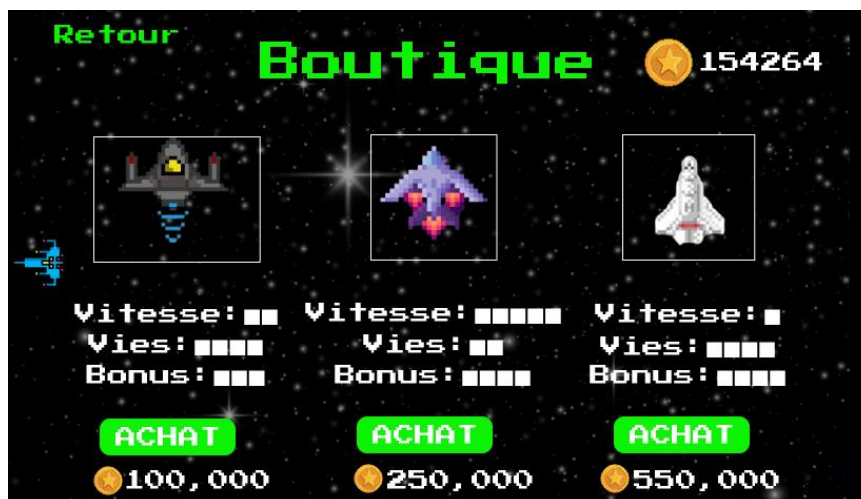 Retour
Boutique
154264
Vitesse:
Vitesse:
Vitesse:
Vies:
Vies:
Vies:
Bonus:
Bonus:
Bonus:
ACHAT
ACHAT
ACHAT
100,000
250,000
550,000